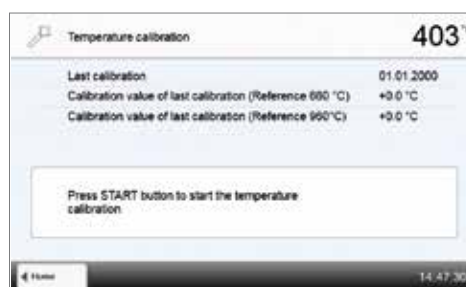 Temperature calibration 403°
Last calibration 01.01.2000
Calibration value of last calibration (Reference 660 °C) +0.0 °C
Calibration value of last calibration (Reference 960°C) +0.0 °C
Press START button to start the temperature
calibration
Home 14:47:30